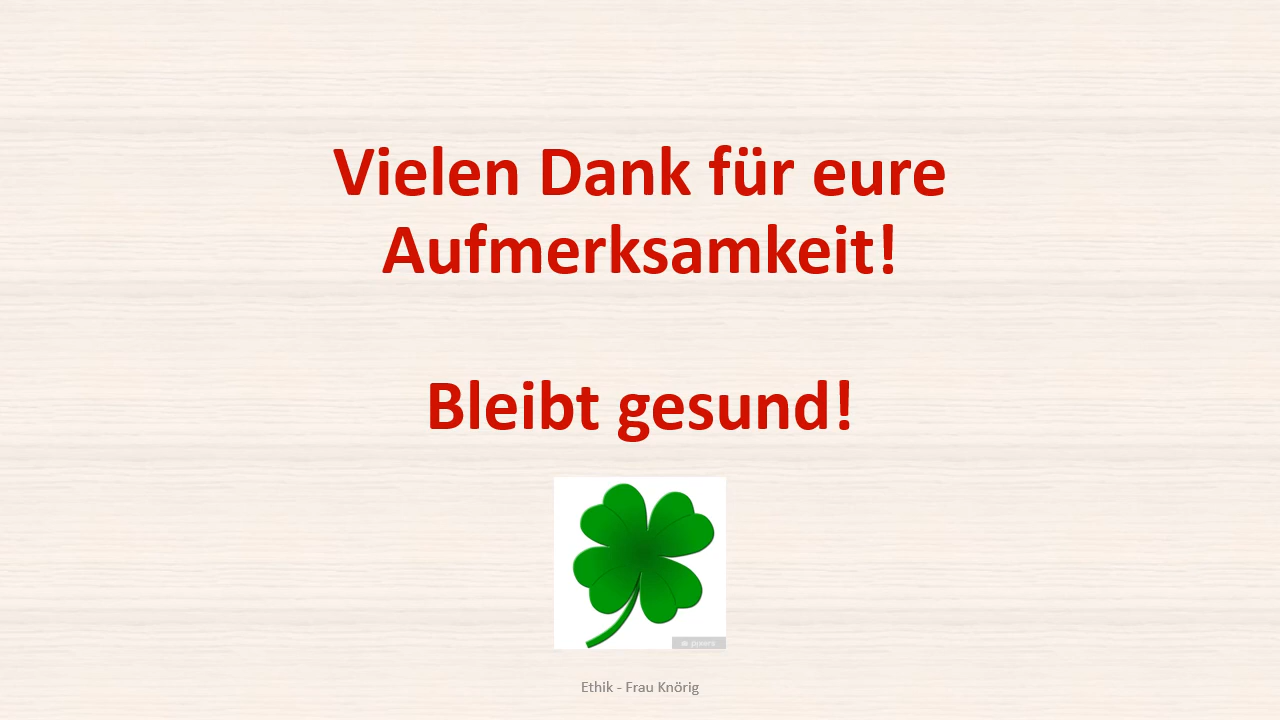 Vielen Dank für eure
Aufmerksamkeit!
Bleibt gesund!
Ethik - Frau Knörig